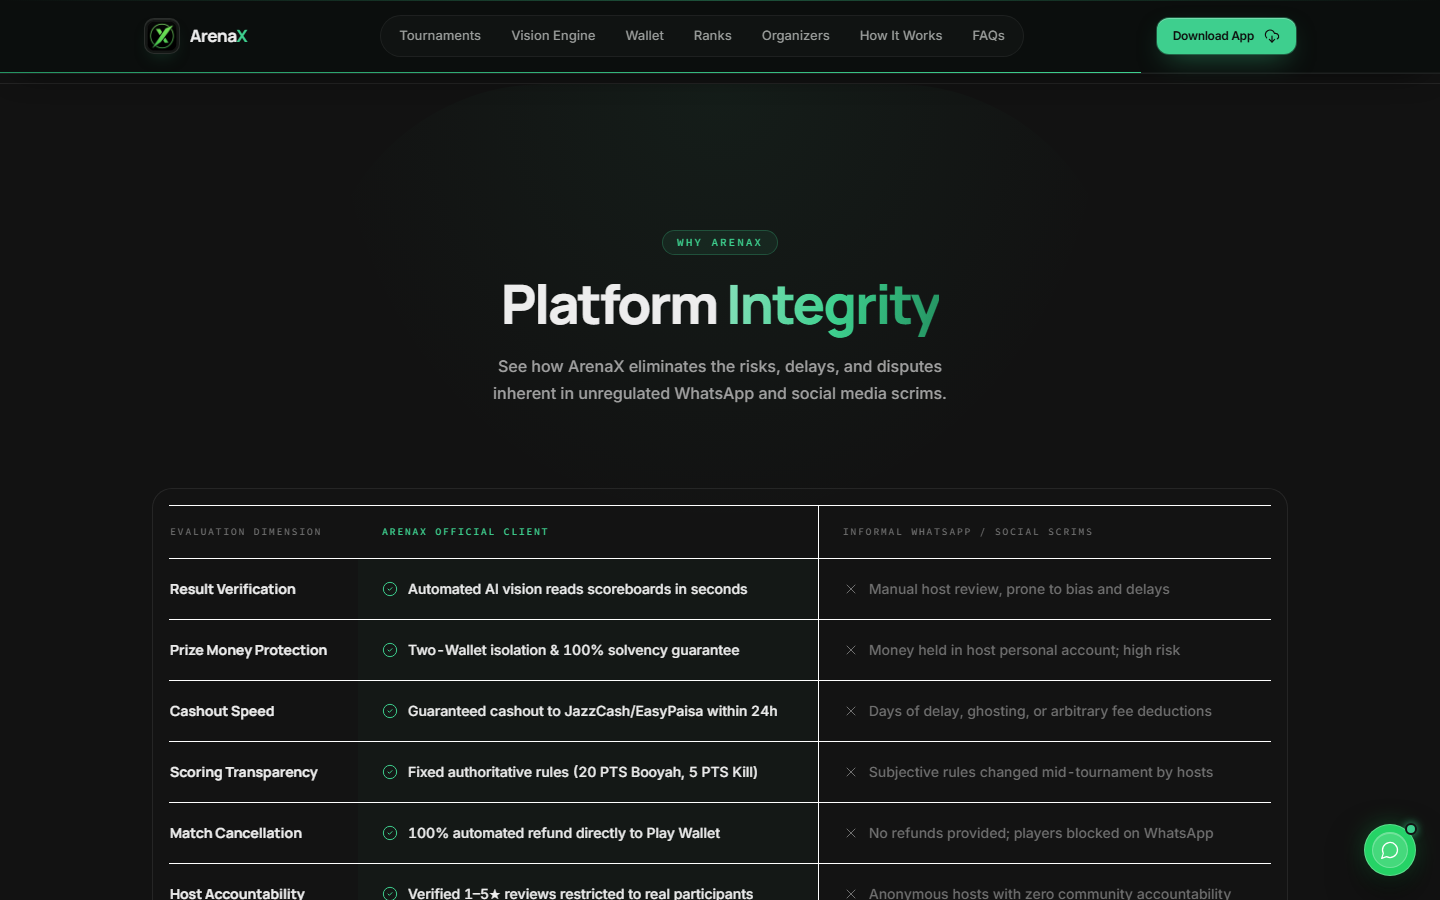 ArenaX
Tournaments
Vision Engine
Wallet
Ranks
Organizers
How It Works
FAQs
Download App
WHY ARENAX
Platform Integrity
See how ArenaX eliminates the risks, delays, and disputes
inherent in unregulated WhatsApp and social media scrims.
EVALUATION DIMENSION
ARENAX OFFICIAL CLIENT
INFORMAL WHATSAPP / SOCIAL SCRIMS
Result Verification
Automated AI vision reads scoreboards in seconds
Manual host review, prone to bias and delays
Prize Money Protection
Two-Wallet isolation & 100% solvency guarantee
Money held in host personal account; high risk
Cashout Speed
Guaranteed cashout to JazzCash/EasyPaisa within 24h
Days of delay, ghosting, or arbitrary fee deductions
Scoring Transparency
Fixed authoritative rules (20 PTS Booyah, 5 PTS Kill)
Subjective rules changed mid-tournament by hosts
Match Cancellation
100% automated refund directly to Play Wallet
No refunds provided; players blocked on WhatsApp
Host Accountability
Verified 1–5★ reviews restricted to real participants
Anonymous hosts with zero community accountability